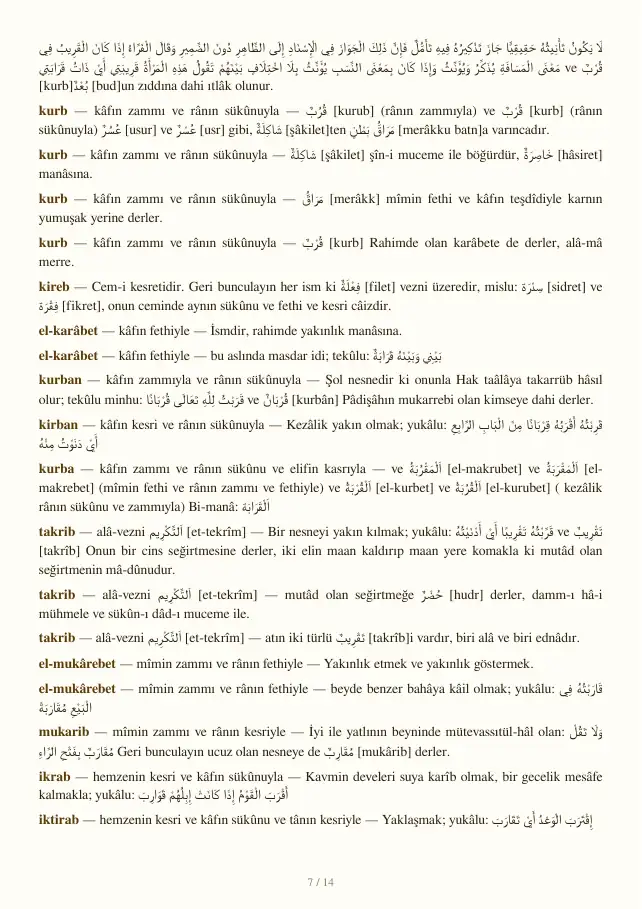 لَا يَكُونُ تَأْنِيثُهُ حَقِيقِيًّا جَازَ تَذْكِيرُهُ فِيهِ تَأَمُّلٌ فَإِنَّ ذَلِكَ الْجَوَازَ فِي الْإِسْنَادِ إِلَى الظَّاهِرِ دُونَ الضَّمِيرِ وَقَالَ الْفَرَّاءُ إِذَا كَانَ الْقَرِيبُ فِي
مَعْنَى الْمَسَافَةِ يُذَكَّرُ وَيُؤَنَّثُ وَإِذَا كَانَ بِمَعْنَى النَّسَبِ يُؤَنَّثُ بِلَا اخْتِلَافٍ بَيْنَهُمْ تَقُولُ هَذِهِ الْمَرْأَةُ قَرِيبَتِي أَيْ ذَاتُ قَرَابَتِي ve قُرْبٌ
[kurb]بُعْدٌ [bud]un zıddına dahi ıtlâk olunur.
kurb — kâfın zammı ve rânın sükûnuyla — قُرُبٌ [kurub] (rânın zammıyla) ve قُرْبٌ [kurb] (rânın
sükûnuyla) عُسُرٌ [usur] ve عُسْرٌ [usr] gibi, شَاكِلَةٌ [şâkilet]ten مَرَاقُّ بَطْنٍ [merâkku batn]a varıncadır.
kurb — kâfın zammı ve rânın sükûnuyla — شَاكِلَةٌ [şâkilet] şîn-i muceme ile böğürdür, خَاصِرَةٌ [hâsiret]
manâsına.
kurb — kâfın zammı ve rânın sükûnuyla — مَرَاقُّ [merâkk] mîmin fethi ve kâfın teşdîdiyle karnın
yumuşak yerine derler.
kurb — kâfın zammı ve rânın sükûnuyla — قُرْبٌ [kurb] Rahimde olan karâbete de derler, alâ-mâ
merre.
kireb — Cem-i kesretidir. Geri bunculayın her ism ki فِعْلَةٌ [filet] vezni üzeredir, mislu: سِدْرَة [sidret] ve
فِقْرَة [fikret], onun ceminde aynın sükûnu ve fethi ve kesri câizdir.
el-karâbet — kâfın fethiyle — İsmdir, rahimde yakınlık manâsına.
el-karâbet — kâfın fethiyle — bu aslında masdar idi; tekûlu: بَيْنِي وَبَيْنَهُ قَرَابَةٌ
kurban — kâfın zammıyla ve rânın sükûnuyla — Şol nesnedir ki onunla Hak taâlâya takarrüb hâsıl
olur; tekûlu minhu: قَرَبْتُ لِلَّهِ تَعَالَى قُرْبَانًا ve قُرْبَانٌ [kurbân] Pâdişâhın mukarrebi olan kimseye dahi derler.
kirban — kâfın kesri ve rânın sükûnuyla — Kezâlik yakın olmak; yukâlu: قَرِبْتُهُ أَقْرَبُهُ قِرْبَانًا مِنَ الْبَابِ الرَّابِعِ
أَيْ دَنَوْتُ مِنْهُ
kurba — kâfın zammı ve rânın sükûnu ve elifin kasrıyla — ve اَلْمَقْرُبَةُ [el-makrubet] ve اَلْمَقْرَبَةُ [el-
makrebet] (mîmin fethi ve rânın zammı ve fethiyle) ve اَلْقُرْبَةُ [el-kurbet] ve اَلْقُرُبَةُ [el-kurubet] ( kezâlik
rânın sükûnu ve zammıyla) Bi-manâ: اَلْقَرَابَة
takrib — alâ-vezni اَلتَّكْرِيم [et-tekrîm] — Bir nesneyi yakın kılmak; yukâlu: قَرَّبْتُهُ تَقْرِيبًا أَيْ أَدْنَيْتُهُ ve تَقْرِيبٌ
[takrîb] Onun bir cins seğirtmesine derler, iki elin maan kaldırıp maan yere komakla ki mutâd olan
seğirtmenin mâ-dûnudur.
takrib — alâ-vezni اَلتَّكْرِيم [et-tekrîm] — mutâd olan seğirtmeğe حُضْرٌ [hudr] derler, damm-ı hâ-i
mühmele ve sükûn-ı dâd-ı muceme ile.
takrib — alâ-vezni اَلتَّكْرِيم [et-tekrîm] — atın iki türlü تَقْرِيبٌ [takrîb]i vardır, biri alâ ve biri ednâdır.
el-mukârebet — mîmin zammı ve rânın fethiyle — Yakınlık etmek ve yakınlık göstermek.
el-mukârebet — mîmin zammı ve rânın fethiyle — beyde benzer bahâya kâil olmak; yukâlu: قَارَبْتُهُ فِي
الْبَيْعِ مُقَارَبَةً
mukarib — mîmin zammı ve rânın kesriyle — İyi ile yatlının beyninde mütevassıtül-hâl olan: وَلَا تَقُلْ
مُقَارَبٌ بِفَتْحِ الرَّاءِ Geri bunculayın ucuz olan nesneye de مُقَارِبٌ [mukârib] derler.
ikrab — hemzenin kesri ve kâfın sükûnuyla — Kavmin develeri suya karîb olmak, bir gecelik mesâfe
kalmakla; yukâlu: أَقْرَبَ الْقَوْمُ إِذَا كَانَتْ إِبِلُهُمْ قَوَارِبَ
iktirab — hemzenin kesri ve kâfın sükûnu ve tânın kesriyle — Yaklaşmak; yukâlu: إِقْتَرَبَ الْوَعْدُ أَيْ تَقَارَبَ
7 / 14